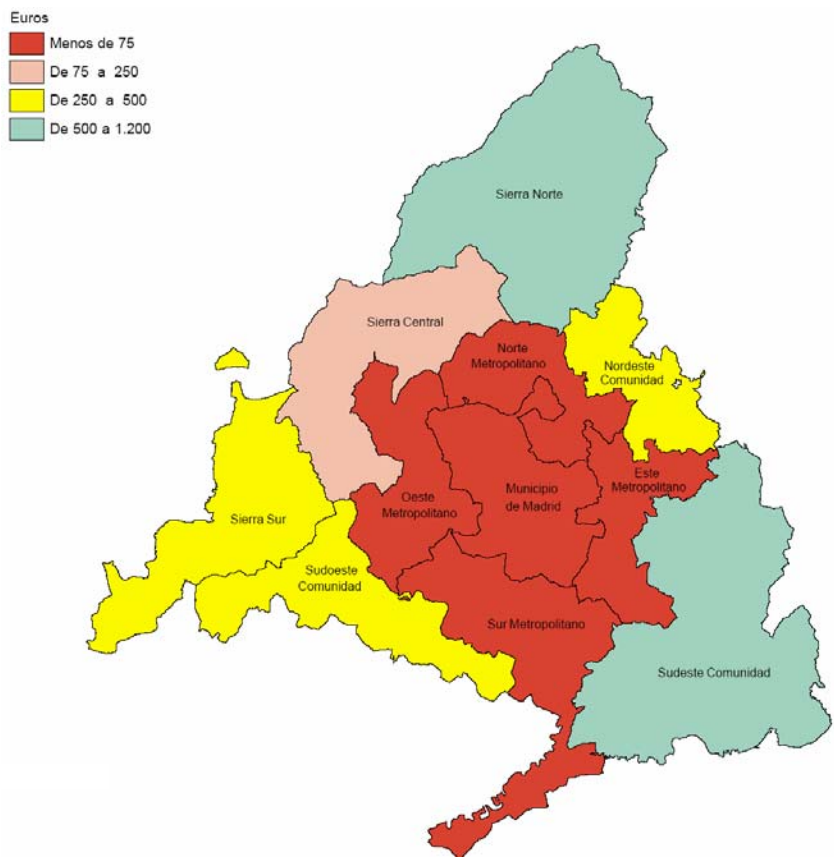 Euros
Menos de 75
De 75 a 250
De 250 a 500
De 500 a 1.200
Sierra Norte
Sierra Central
Norte
Metropolitano
Nordeste
Comunidad
Este
Metropolitano
Oeste
Metropolitano
Municipio
de Madrid
Sierra Sur
Sudoeste
Comunidad
Sur Metropolitano
Sudeste Comunidad